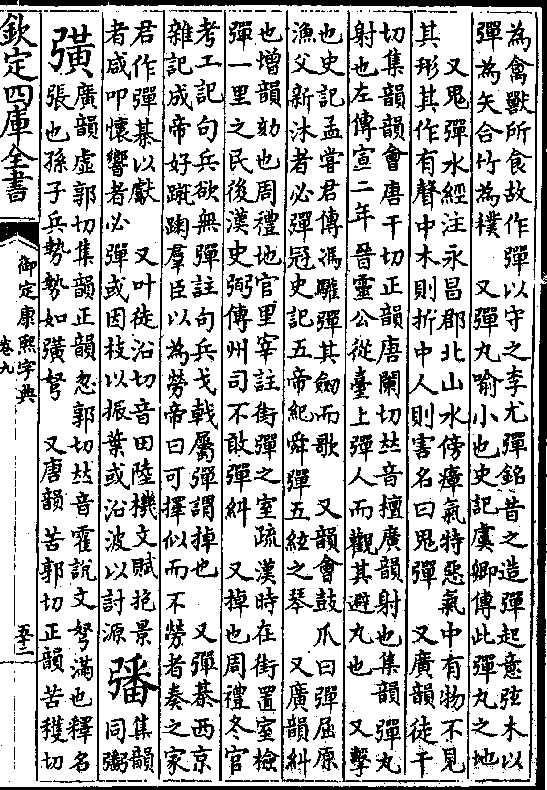 為禽獸所食故作彈以守之李尤彈銘昔之造彈起意弦木以
彈為矢合竹為樸 又彈丸喻小也史記虞卿傳此彈丸之地
又鬼彈水經注永昌郡北山水傍瘴氣特惡氣中有物不見
其形其作有聲中木則折中人則害名曰鬼彈 又廣韻徒干
切集韻韻會唐干切正韻唐闌切𠀤音檀廣韻射也集韻彈丸
射也左傳宣二年晉靈公從臺上彈人而觀其避丸也 又擊
也史記孟嘗君傳馮驩彈其劒而歌 又韻會鼓爪曰彈屈原
漁父新沐者必彈冠史記五帝紀舜彈五絃之琴 又廣韻糾
也增韻劾也周禮地官里宰註街彈之室疏漢時在街置室檢
彈一里之民後漢史弼傳州司不敢彈糾 又掉也周禮冬官
考工記句兵欲無彈註句兵戈戟屬彈謂掉也 又彈棊西京
雜記成帝好蹴踘羣臣以為勞帝曰可擇似而不勞者奏之家
君作彈棊以獻 又叶徒沿切音田陸機文賦抱景
者咸叩懷響者必彈或因枝以振葉或沿波以討源
𢐲 集韻
同弼
彉 廣韻虛郭切集韻正韻忽郭切𠀤音霍說文弩滿也釋名
張也孫子兵勢勢如彉弩 又唐韻苦郭切正韻苦穫切
欽定四庫全書
御定康熙字典
卷九
至二